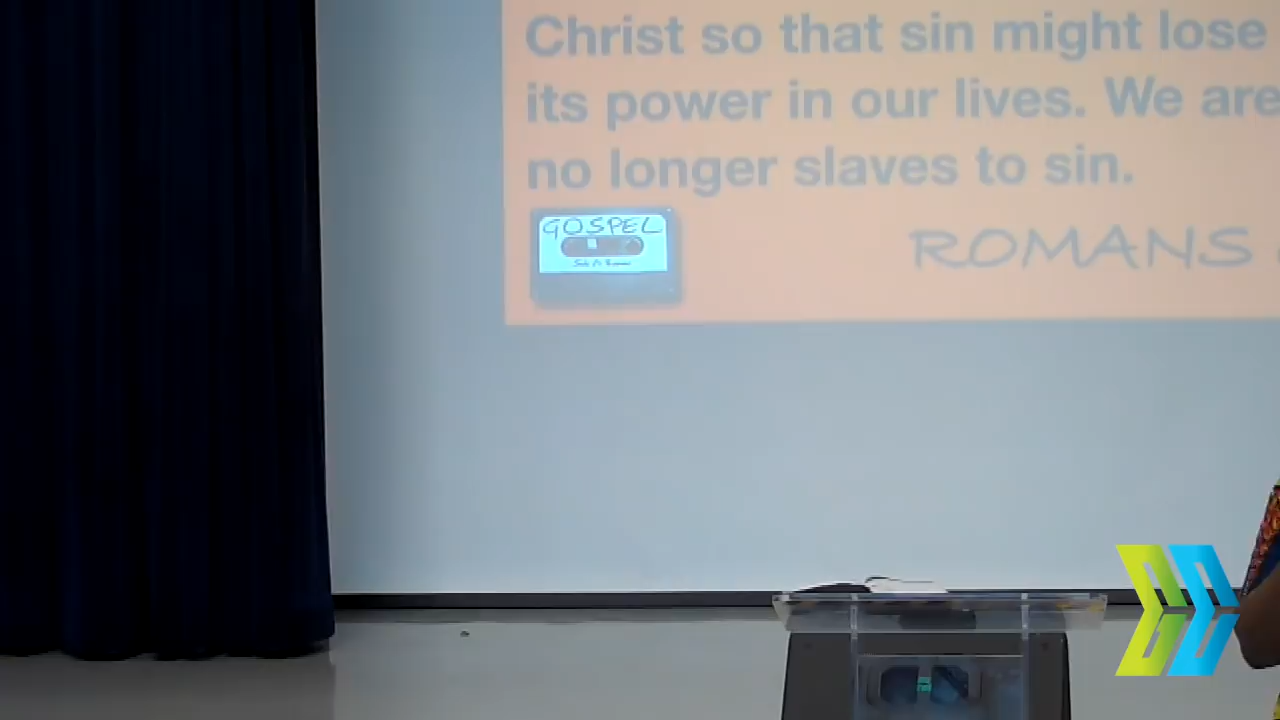 Christ so that sin might lose
its power in our lives. We are
no longer slaves to sin.
GOSPEL
ROMANS